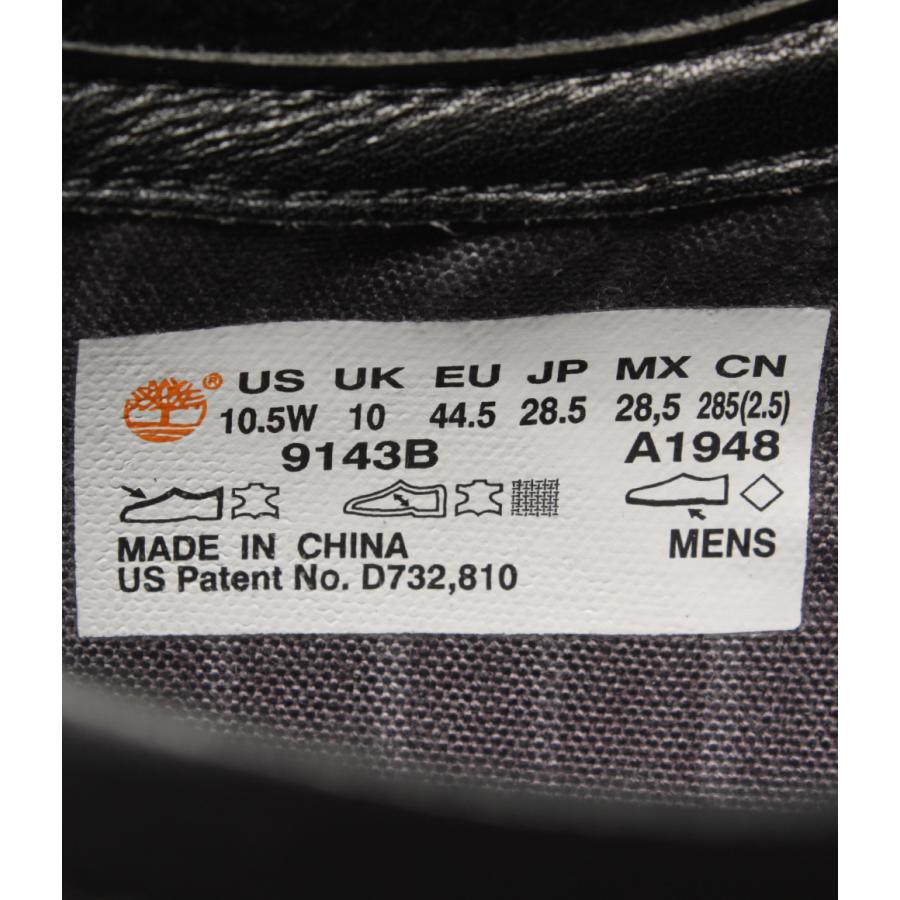 ® US UK EU JP MX CN
10.5W 10 44.5 28.5 28,5 285(2.5)
9143B A1948
MADE IN CHINA MENS
US Patent No. D732,810